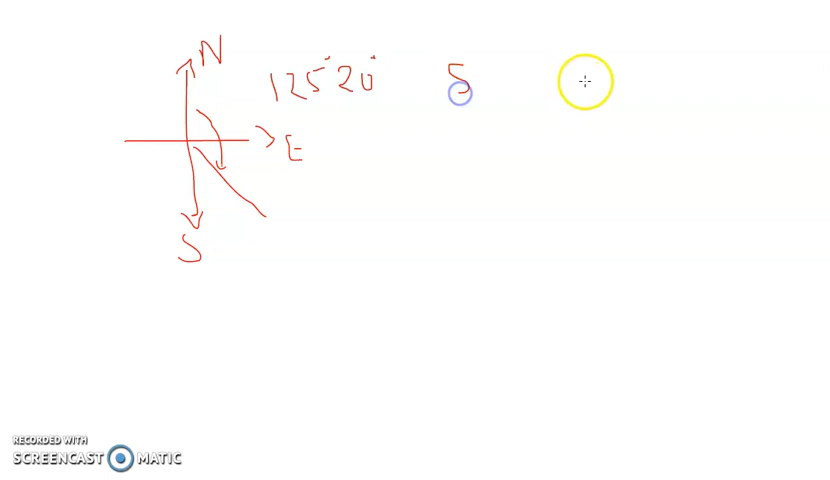 N
125°20° S
E
S
RECORDED WITH
SCREENCAST MATIC